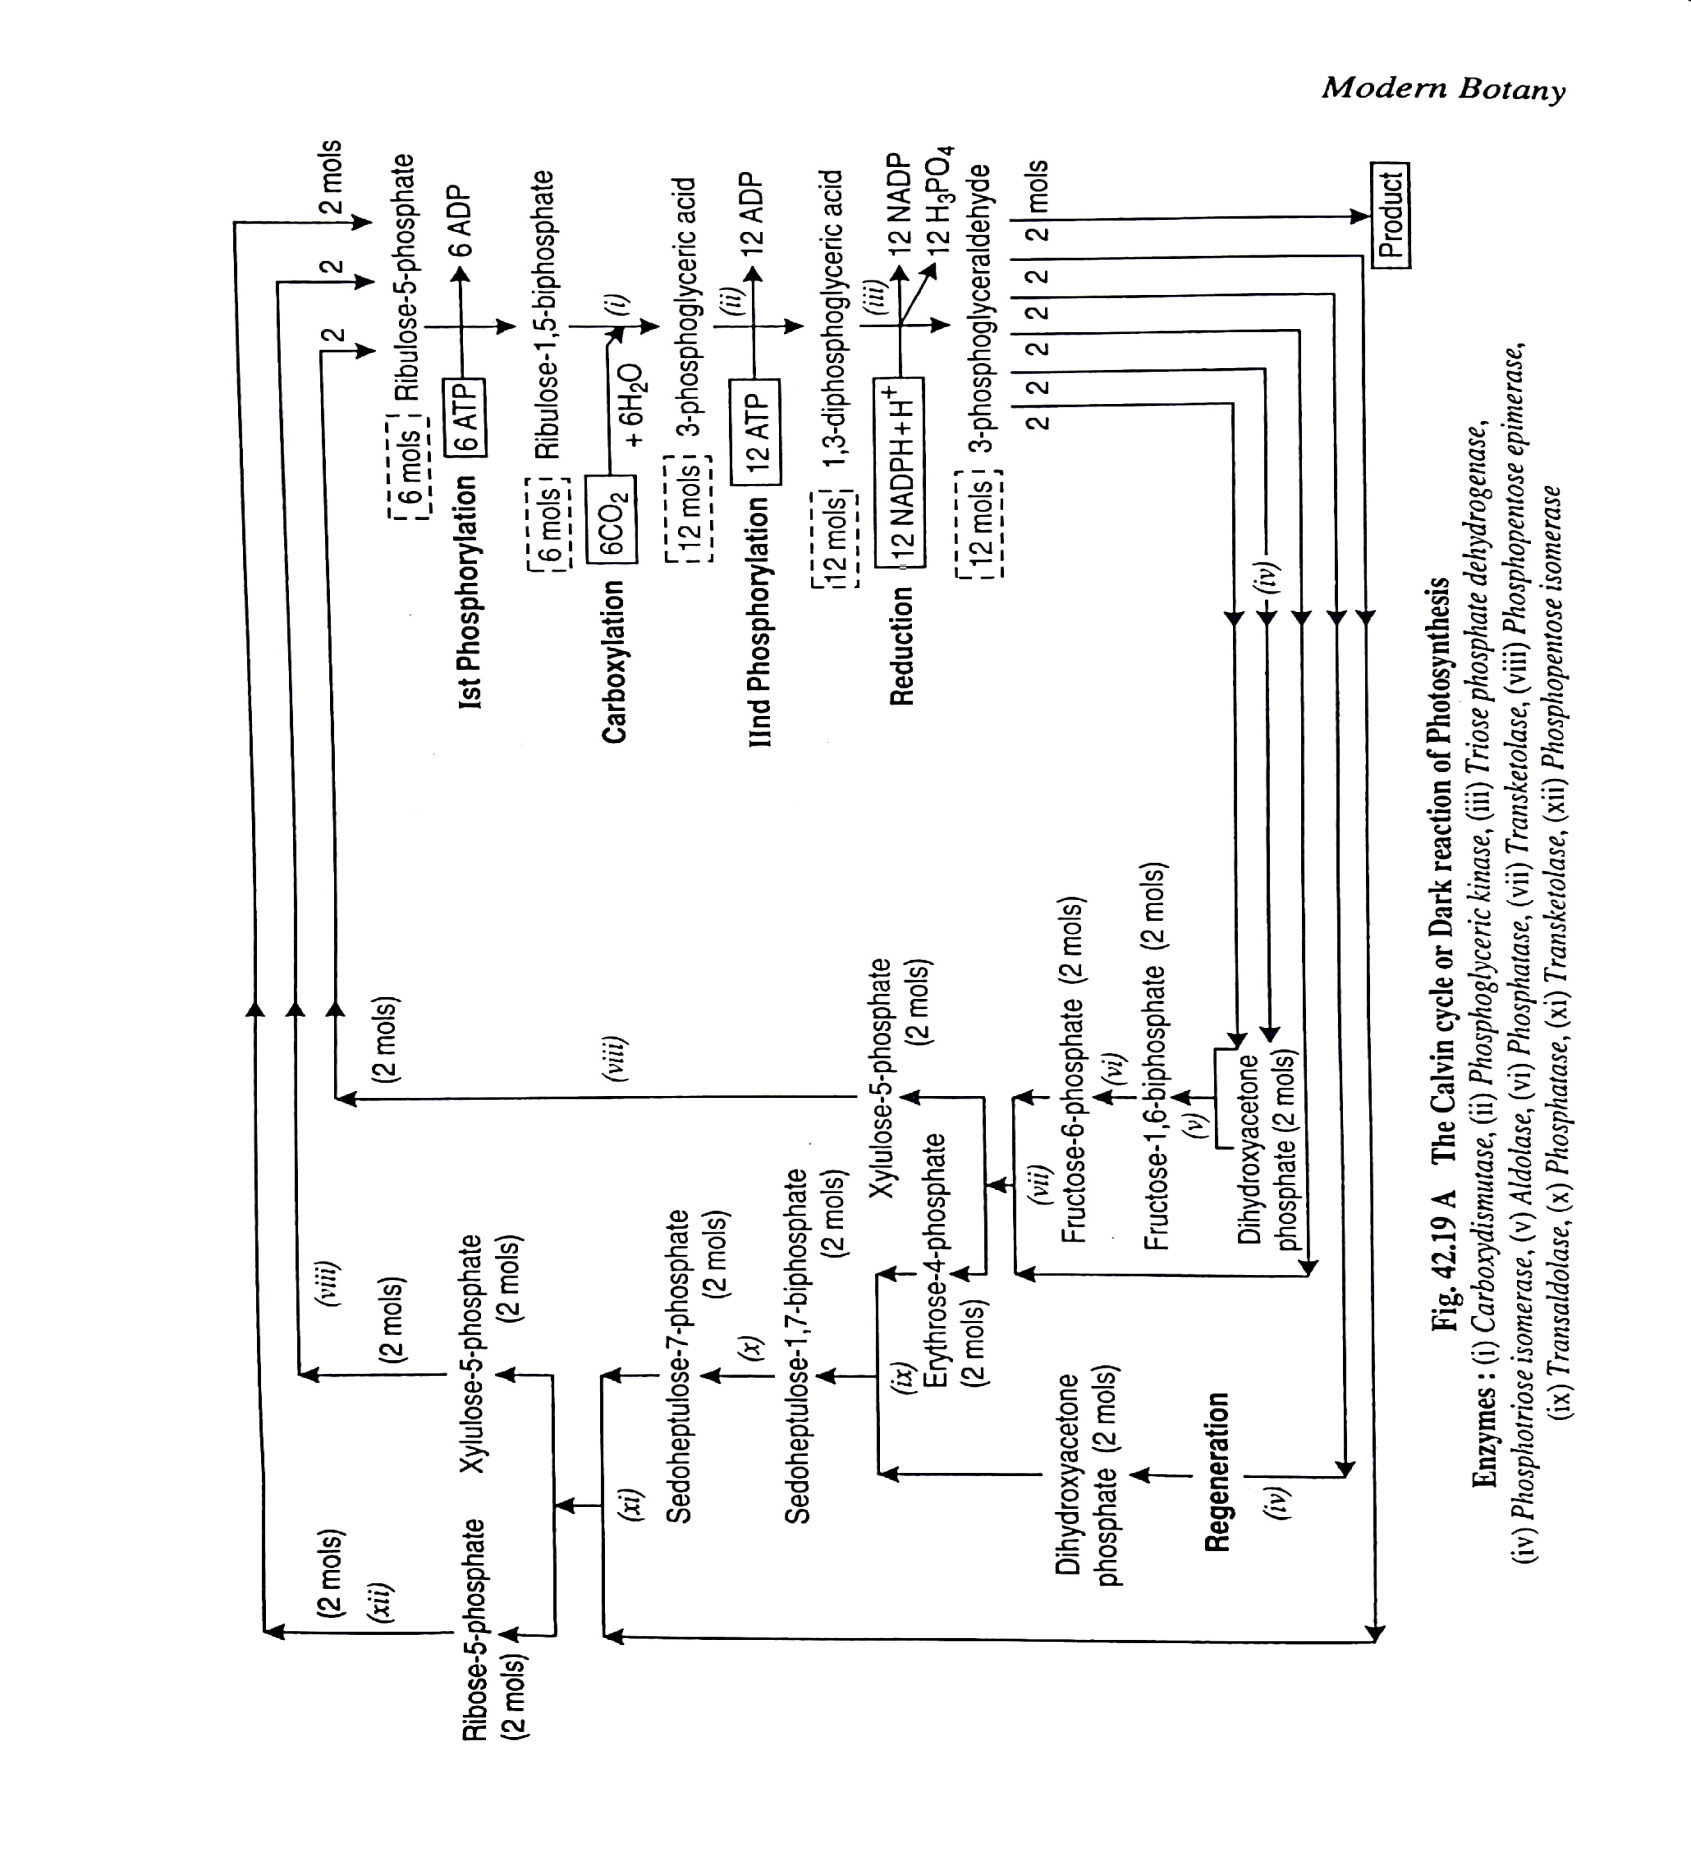 Modern Botany
2 mols
2
2
6 mols Ribulose-5-phosphate
Ist Phosphorylation 6 ATP 6 ADP
6 mols Ribulose-1,5-biphosphate
Carboxylation 6CO₂ + 6H₂O (i)
12 mols 3-phosphoglyceric acid
IInd Phosphorylation 12 ATP (ii) 12 ADP
12 mols 1,3-diphosphoglyceric acid
Reduction 12 NADPH+H⁺ (iii) 12 NADP
12 H₃PO₄
12 mols 3-phosphoglyceraldehyde
2 2 2 2 2 2 mols
Product
(iv)
(2 mols)
(xii)
Ribose-5-phosphate
(2 mols)
(viii)
(2 mols)
Xylulose-5-phosphate
(2 mols)
(2 mols)
(viii)
(xi)
Sedoheptulose-7-phosphate
(2 mols)
(x)
Sedoheptulose-1,7-biphosphate
(2 mols)
Xylulose-5-phosphate
(2 mols)
(ix)
Erythrose-4-phosphate
(2 mols)
(vii)
Fructose-6-phosphate (2 mols)
(vi)
Fructose-1,6-biphosphate (2 mols)
(v)
Dihydroxyacetone
phosphate (2 mols)
Dihydroxyacetone
phosphate (2 mols)
Regeneration
(iv)
Fig. 42.19 A The Calvin cycle or Dark reaction of Photosynthesis
Enzymes : (i) Carboxydismutase, (ii) Phosphoglyceric kinase, (iii) Triose phosphate dehydrogenase,
(iv) Phosphotriose isomerase, (v) Aldolase, (vi) Phosphatase, (vii) Transketolase, (viii) Phosphopentose epimerase,
(ix) Transaldolase, (x) Phosphatase, (xi) Transketolase, (xii) Phosphopentose isomerase